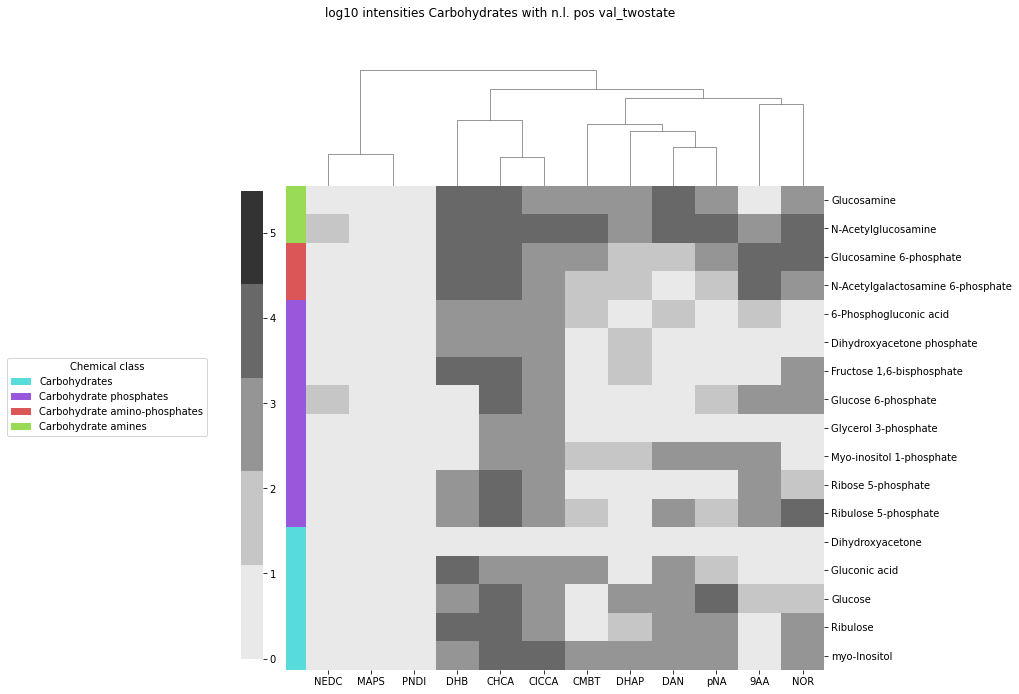 log10 intensities Carbohydrates with n.l. pos val_twostate
Chemical class
Carbohydrates
Carbohydrate phosphates
Carbohydrate amino-phosphates
Carbohydrate amines
5
4
3
2
1
0
Glucosamine
N-Acetylglucosamine
Glucosamine 6-phosphate
N-Acetylgalactosamine 6-phosphate
6-Phosphogluconic acid
Dihydroxyacetone phosphate
Fructose 1,6-bisphosphate
Glucose 6-phosphate
Glycerol 3-phosphate
Myo-inositol 1-phosphate
Ribose 5-phosphate
Ribulose 5-phosphate
Dihydroxyacetone
Gluconic acid
Glucose
Ribulose
myo-Inositol
NEDC MAPS PNDI DHB CHCA ClCCA CMBT DHAP DAN pNA 9AA NOR